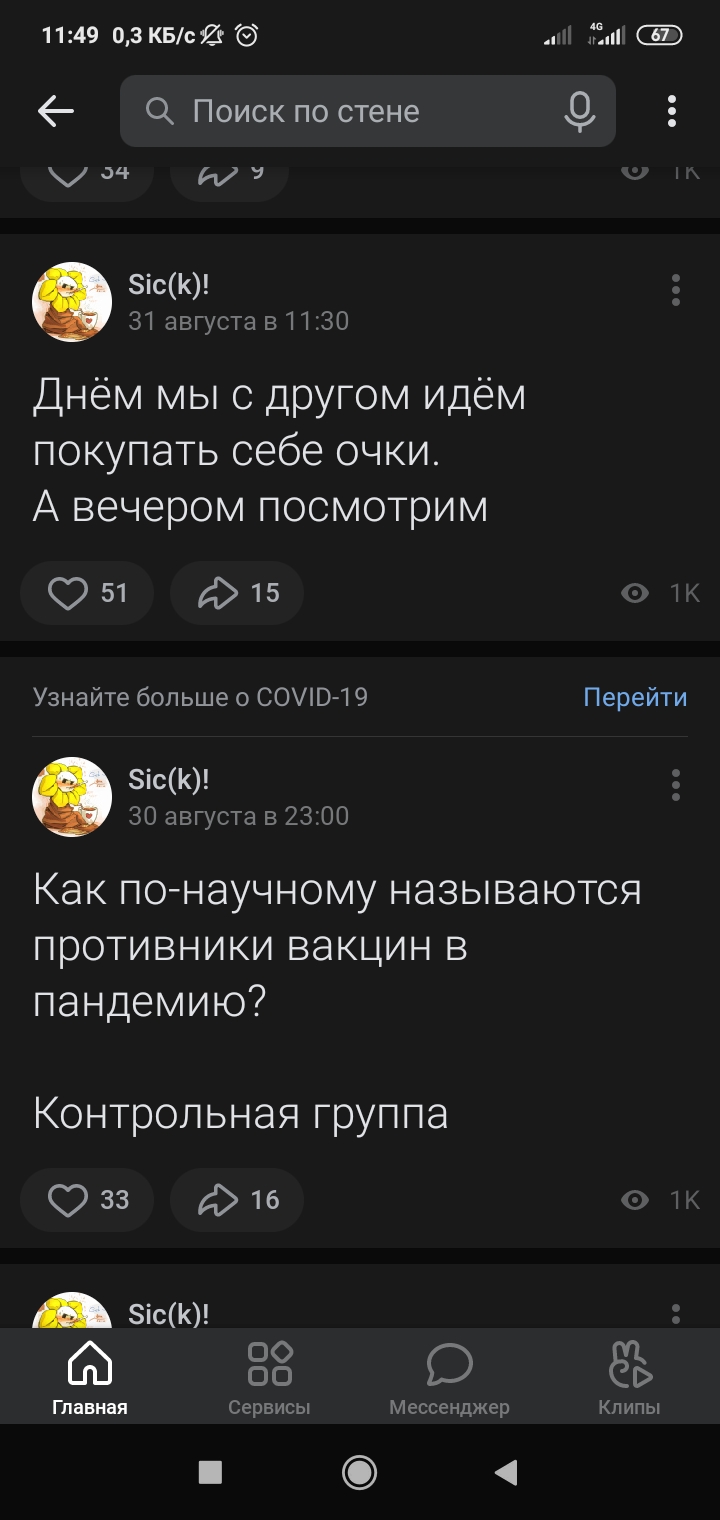 11:49 0,3 КБ/с 4G 67
Поиск по стене
34 9 1K
Sic(k)!
31 августа в 11:30
Днём мы с другом идём
покупать себе очки.
А вечером посмотрим
51 15 1K
Узнайте больше о COVID-19 Перейти
Sic(k)!
30 августа в 23:00
Как по-научному называются
противники вакцин в
пандемию?
Контрольная группа
33 16 1K
Sic(k)!
Главная Сервисы Мессенджер Клипы